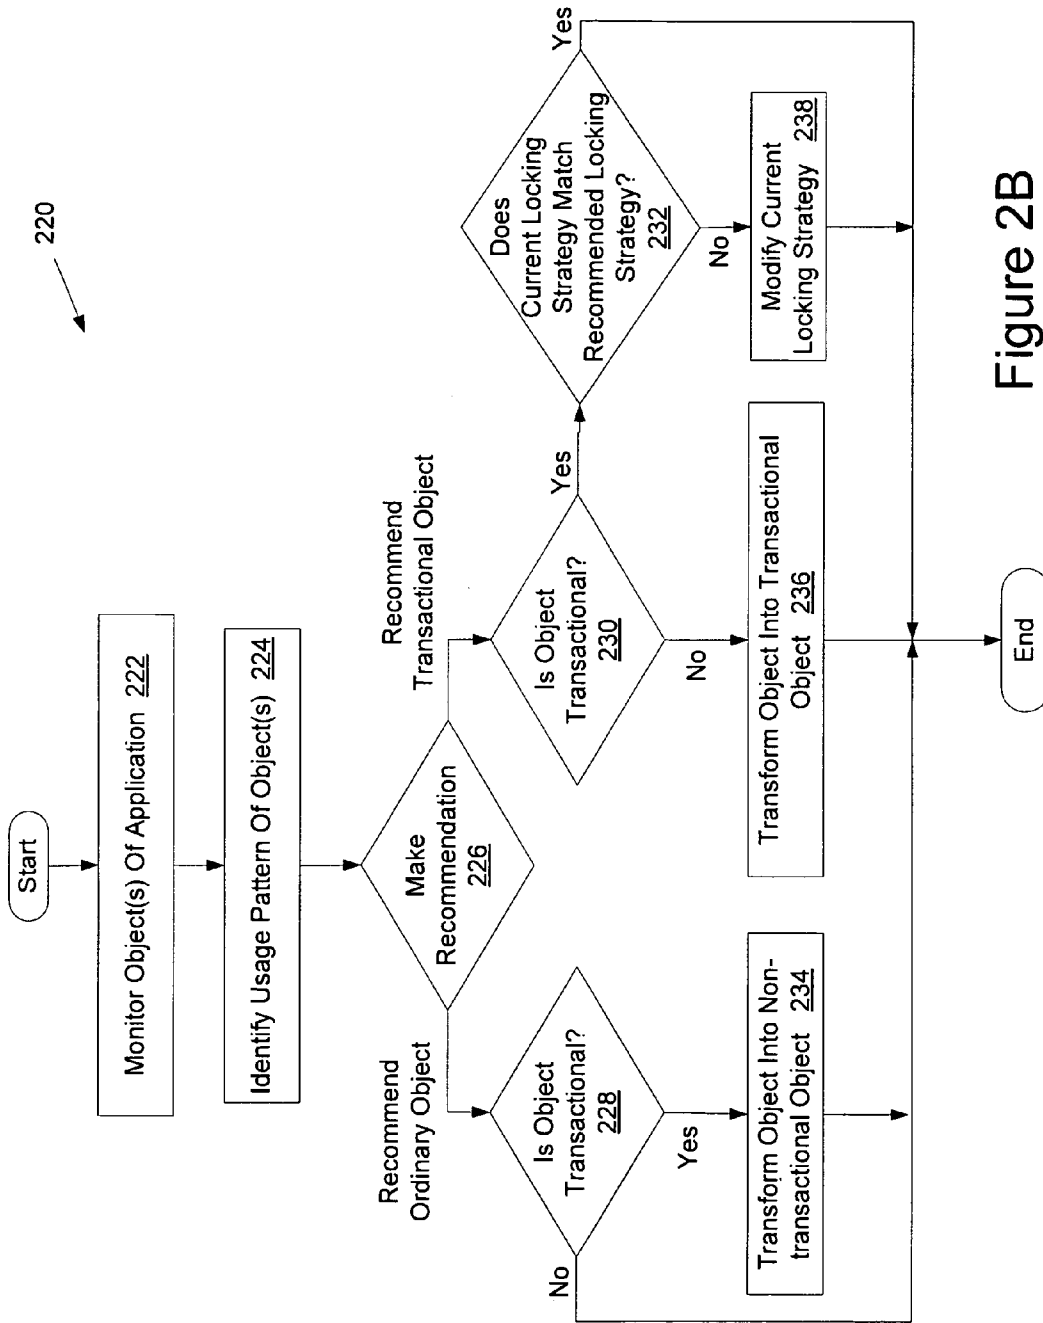 220
Start
Monitor Object(s) Of Application 222
Identify Usage Pattern Of Object(s) 224
Make
Recommendation
226
Recommend
Ordinary Object
Recommend
Transactional Object
Is Object
Transactional?
228
No
Yes
Is Object
Transactional?
230
Yes
No
Does
Current Locking
Strategy Match
Recommended Locking
Strategy?
232
Yes
No
Transform Object Into Non-
transactional Object 234
Transform Object Into Transactional
Object 236
Modify Current
Locking Strategy 238
End
Figure 2B